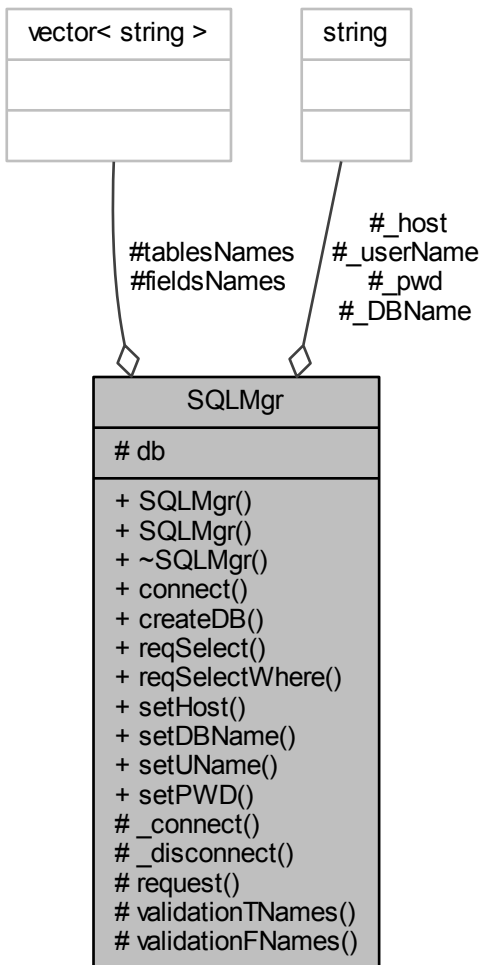 vector< string >
string
#tablesNames
#fieldsNames
#_host
#_userName
#_pwd
#_DBName
SQLMgr
# db
+ SQLMgr()
+ SQLMgr()
+ ~SQLMgr()
+ connect()
+ createDB()
+ reqSelect()
+ reqSelectWhere()
+ setHost()
+ setDBName()
+ setUName()
+ setPWD()
# _connect()
# _disconnect()
# request()
# validationTNames()
# validationFNames()